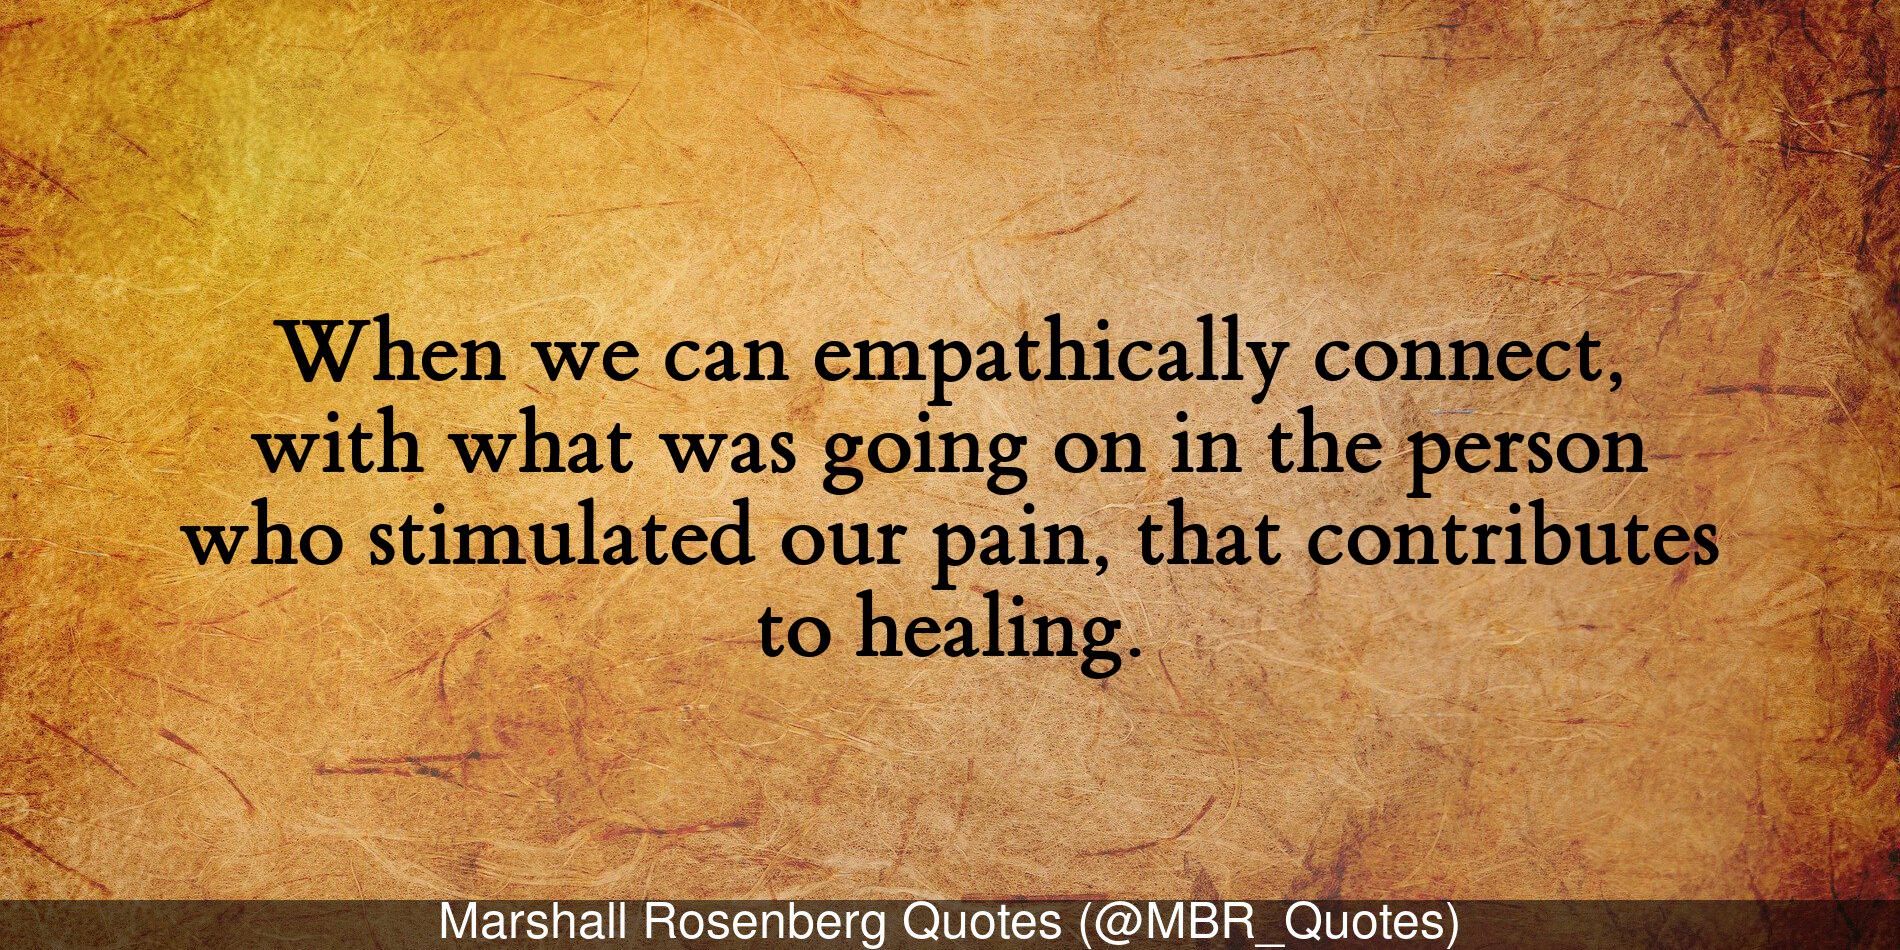 When we can empathically connect,
with what was going on in the person
who stimulated our pain, that contributes
to healing.
Marshall Rosenberg Quotes (@MBR_Quotes)